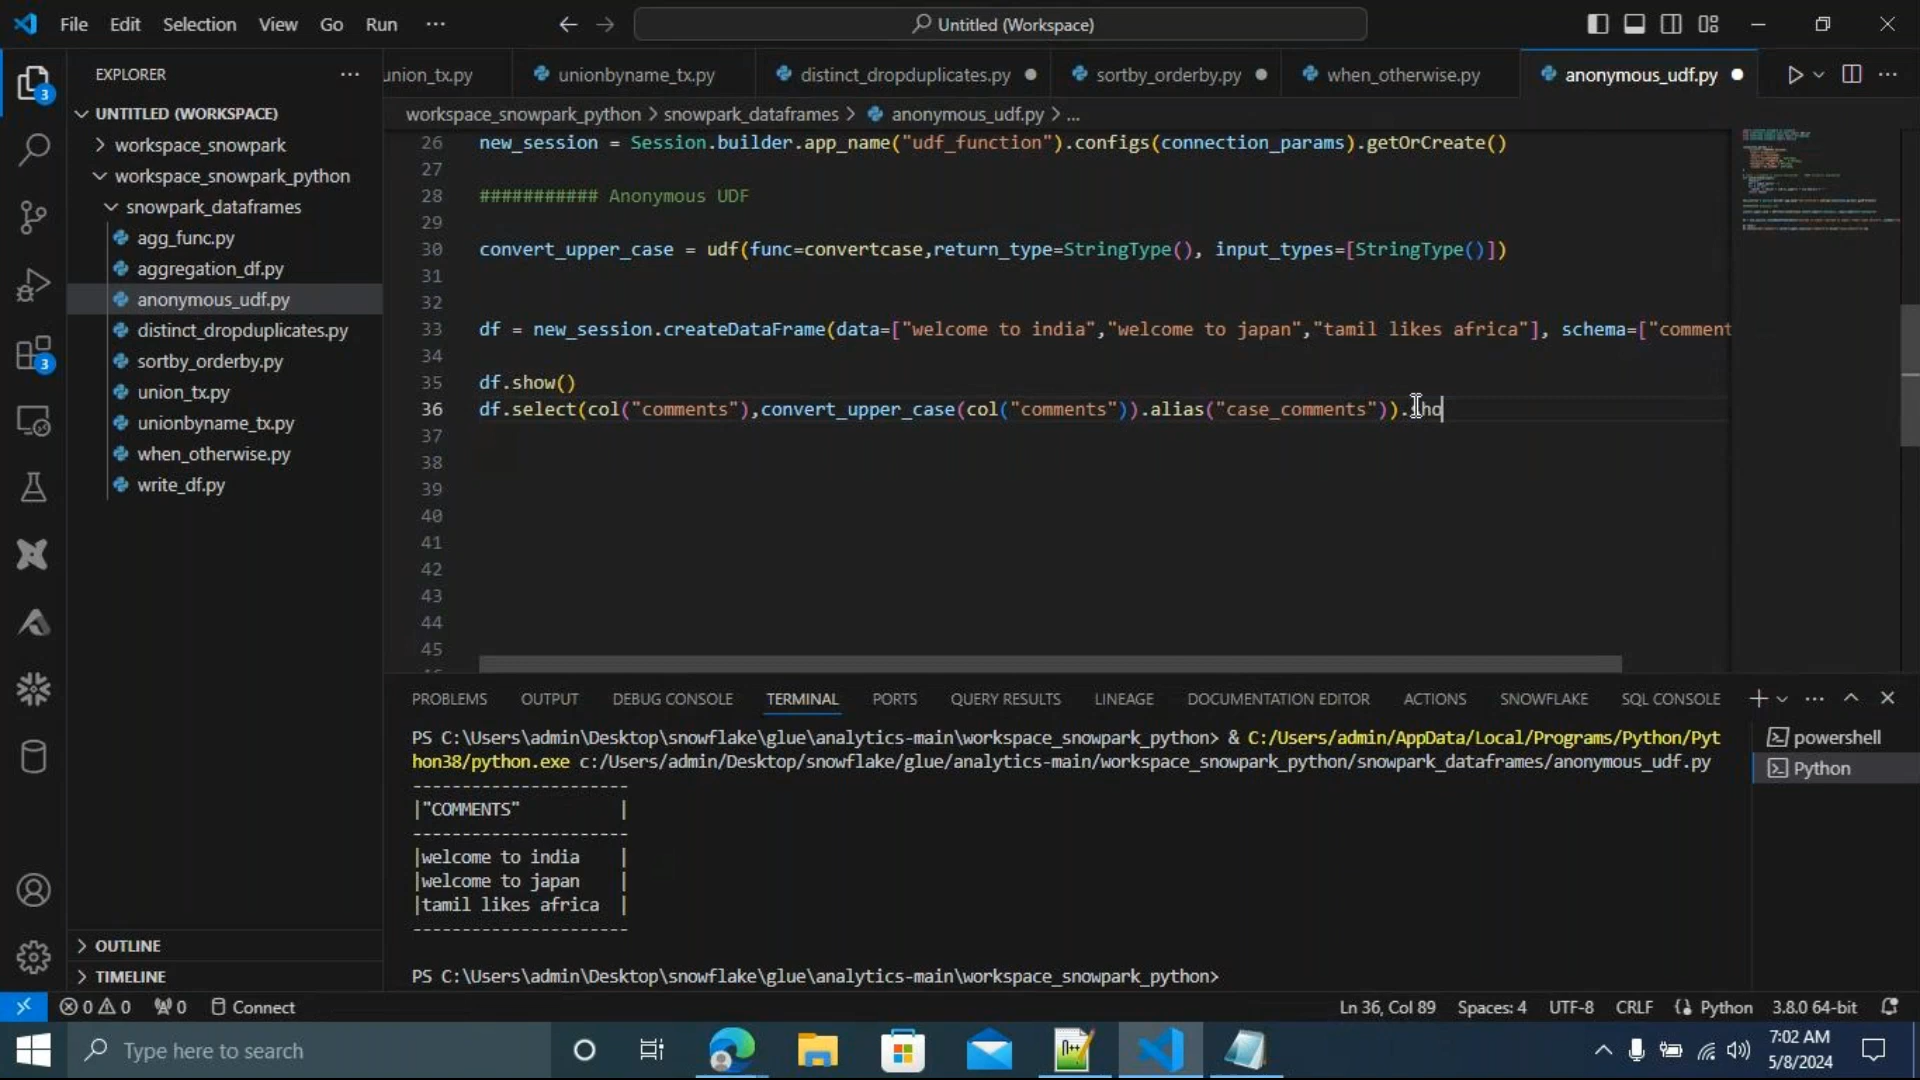 File Edit Selection View Go Run ··· Untitled (Workspace)
EXPLORER
union_tx.py unionbyname_tx.py distinct_dropduplicates.py sortby_orderby.py when_otherwise.py anonymous_udf.py
UNTITLED (WORKSPACE)
workspace_snowpark
workspace_snowpark_python
snowpark_dataframes
agg_func.py
aggregation_df.py
anonymous_udf.py
distinct_dropduplicates.py
sortby_orderby.py
union_tx.py
unionbyname_tx.py
when_otherwise.py
write_df.py
OUTLINE
TIMELINE
3
3
workspace_snowpark_python > snowpark_dataframes > anonymous_udf.py > ...
26 new_session = Session.builder.app_name("udf_function").configs(connection_params).getOrCreate()
27
28 ########### Anonymous UDF
29
30 convert_upper_case = udf(func=convertcase,return_type=StringType(), input_types=[StringType()])
31
32
33 df = new_session.createDataFrame(data=["welcome to india","welcome to japan","tamil likes africa"], schema=["comment
34
35 df.show()
36 df.select(col("comments"),convert_upper_case(col("comments")).alias("case_comments")).sho
37
38
39
40
41
42
43
44
45
PROBLEMS OUTPUT DEBUG CONSOLE TERMINAL PORTS QUERY RESULTS LINEAGE DOCUMENTATION EDITOR ACTIONS SNOWFLAKE SQL CONSOLE
PS C:\Users\admin\Desktop\snowflake\glue\analytics-main\workspace_snowpark_python> & C:/Users/admin/AppData/Local/Programs/Python/Pyt
hon38/python.exe c:/Users/admin/Desktop/snowflake/glue/analytics-main/workspace_snowpark_python/snowpark_dataframes/anonymous_udf.py
----------------------
|"COMMENTS"          |
----------------------
|welcome to india    |
|welcome to japan    |
|tamil likes africa  |
----------------------
PS C:\Users\admin\Desktop\snowflake\glue\analytics-main\workspace_snowpark_python>
powershell
Python
0 0 0 Connect Ln 36, Col 89 Spaces: 4 UTF-8 CRLF Python 3.8.0 64-bit
Type here to search
7:02 AM
5/8/2024